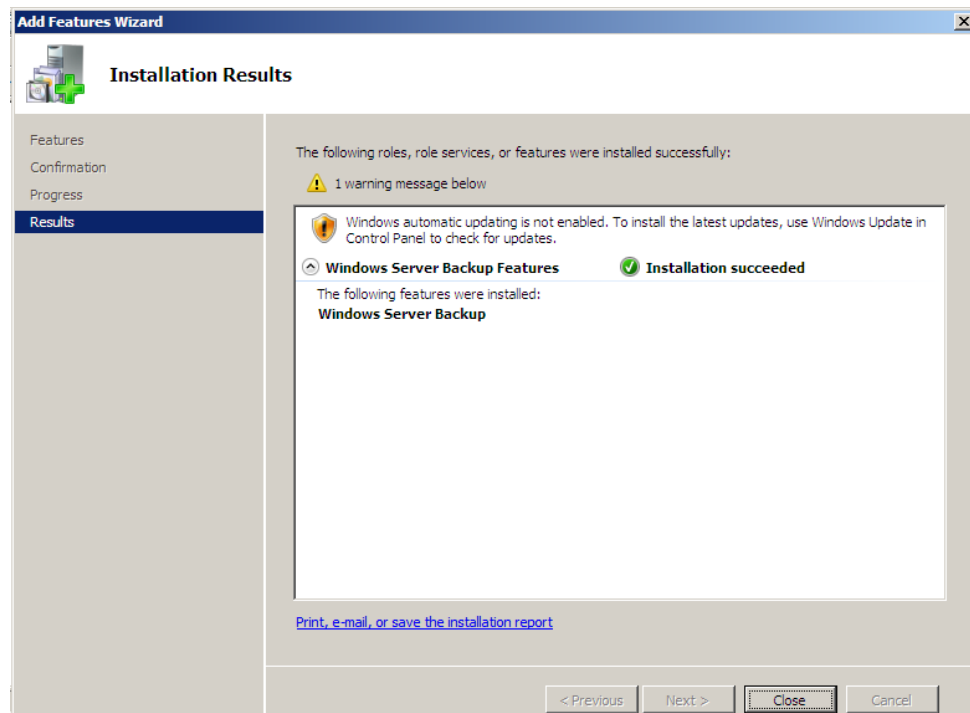 Add Features Wizard
Installation Results
Features
Confirmation
Progress
Results
The following roles, role services, or features were installed successfully:
1 warning message below
Windows automatic updating is not enabled. To install the latest updates, use Windows Update in
Control Panel to check for updates.
Windows Server Backup Features Installation succeeded
The following features were installed:
Windows Server Backup
Print, e-mail, or save the installation report
< Previous Next > Close Cancel